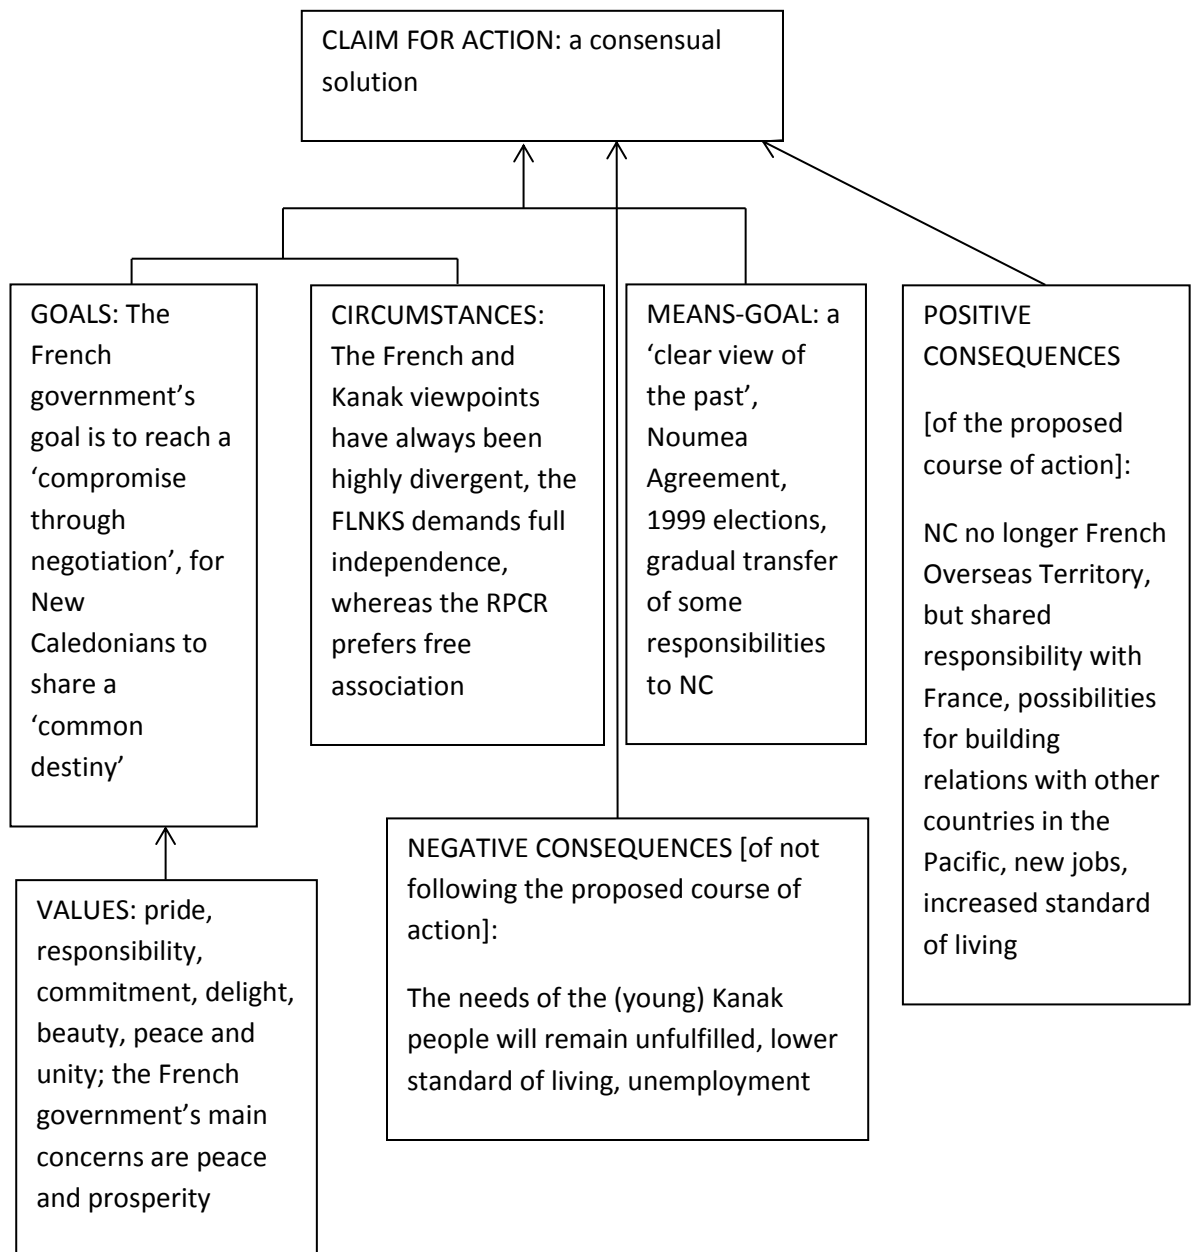 CLAIM FOR ACTION: a consensual
solution
GOALS: The
French
government’s
goal is to reach a
‘compromise
through
negotiation’, for
New
Caledonians to
share a
‘common
destiny’
CIRCUMSTANCES:
The French and
Kanak viewpoints
have always been
highly divergent, the
FLNKS demands full
independence,
whereas the RPCR
prefers free
association
MEANS-GOAL: a
‘clear view of
the past’,
Noumea
Agreement,
1999 elections,
gradual transfer
of some
responsibilities
to NC
POSITIVE
CONSEQUENCES
[of the proposed
course of action]:
NC no longer French
Overseas Territory,
but shared
responsibility with
France, possibilities
for building
relations with other
countries in the
Pacific, new jobs,
increased standard
of living
VALUES: pride,
responsibility,
commitment, delight,
beauty, peace and
unity; the French
government’s main
concerns are peace
and prosperity
NEGATIVE CONSEQUENCES [of not
following the proposed course of
action]:
The needs of the (young) Kanak
people will remain unfulfilled, lower
standard of living, unemployment